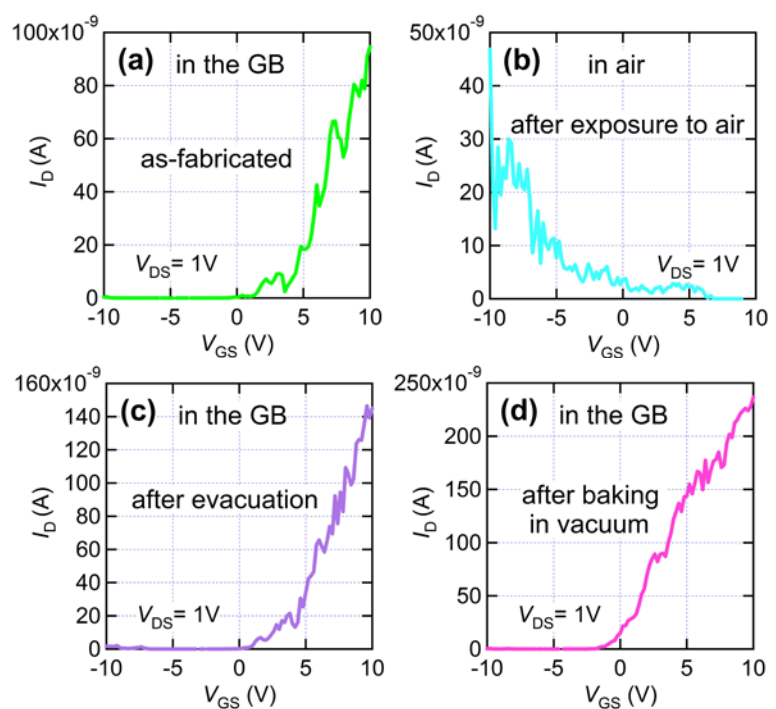 100x10⁻⁹
(a) in the GB
as-fabricated
V_DS= 1V
I_D (A)
80
60
40
20
0
-10 -5 0 5 10
V_GS (V)
50x10⁻⁹
(b) in air
after exposure to air
V_DS= 1V
I_D (A)
40
30
20
10
0
-10 -5 0 5 10
V_GS (V)
160x10⁻⁹
(c) in the GB
after evacuation
V_DS= 1V
I_D (A)
140
120
100
80
60
40
20
0
-10 -5 0 5 10
V_GS (V)
250x10⁻⁹
(d) in the GB
after baking
in vacuum
V_DS= 1V
I_D (A)
200
150
100
50
0
-10 -5 0 5 10
V_GS (V)